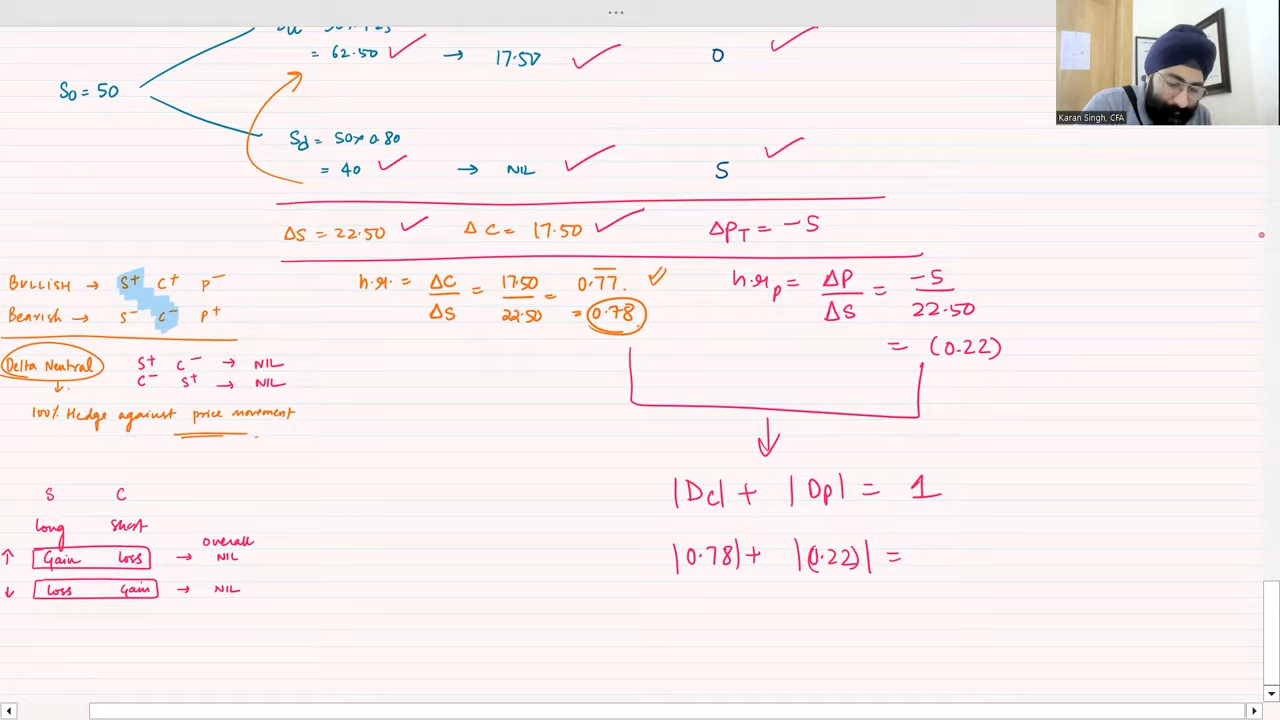 = 62.50 → 17.50 0
S₀ = 50
Sd = 50×0.80
= 40 → NIL 5
ΔS = 22.50 ΔC = 17.50 ΔP_T = -5
BULLISH → S⁺ C⁺ P⁻
Bearish → S⁻ C⁻ P⁺
h.r. = ΔC/ΔS = 17.50/22.50 = 0.77.
= 0.78
h.r_p = ΔP/ΔS = -5/22.50
= (0.22)
Delta Neutral S⁺ C⁻ → NIL
C⁻ S⁺ → NIL
100% Hedge against price movement
S C
long short
overall
↑ Gain loss → NIL
↓ loss Gain → NIL
|Dc| + |Dp| = 1
|0.78| + |(0.22)| =
Karan Singh, CFA